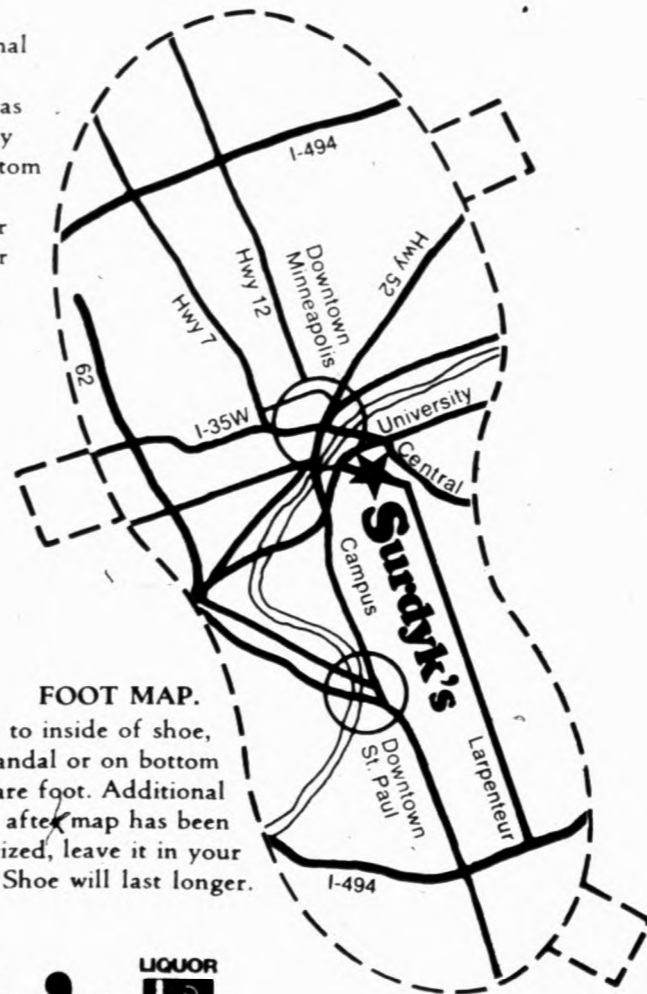 nal
as
y
tom
r
r
I-494
Hwy 12
Hwy 7
Downtown
Minneapolis
Hwy 52
62
I-35W
University
Central
Surdyk's
Campus
FOOT MAP.
to inside of shoe,
andal or on bottom
are foot. Additional
after map has been
ized, leave it in your
Shoe will last longer.
Downtown
St. Paul
Larpenteur
I-494
LIQUOR